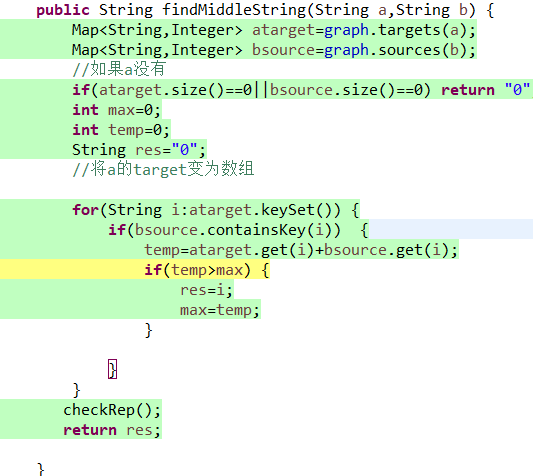 public String findMiddleString(String a,String b) {
Map<String,Integer> atarget=graph.targets(a);
Map<String,Integer> bsource=graph.sources(b);
//如果a没有
if(atarget.size()==0||bsource.size()==0) return "0"
int max=0;
int temp=0;
String res="0";
//将a的target变为数组
for(String i:atarget.keySet()) {
if(bsource.containsKey(i)) {
temp=atarget.get(i)+bsource.get(i);
if(temp>max) {
res=i;
max=temp;
}
}
}
checkRep();
return res;
}